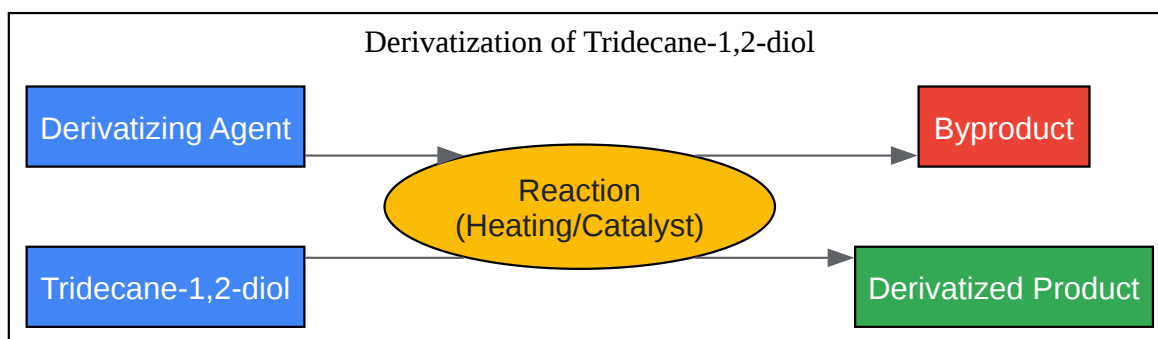 Derivatization of Tridecane-1,2-diol
Derivatizing Agent
Byproduct
Reaction
(Heating/Catalyst)
Tridecane-1,2-diol
Derivatized Product